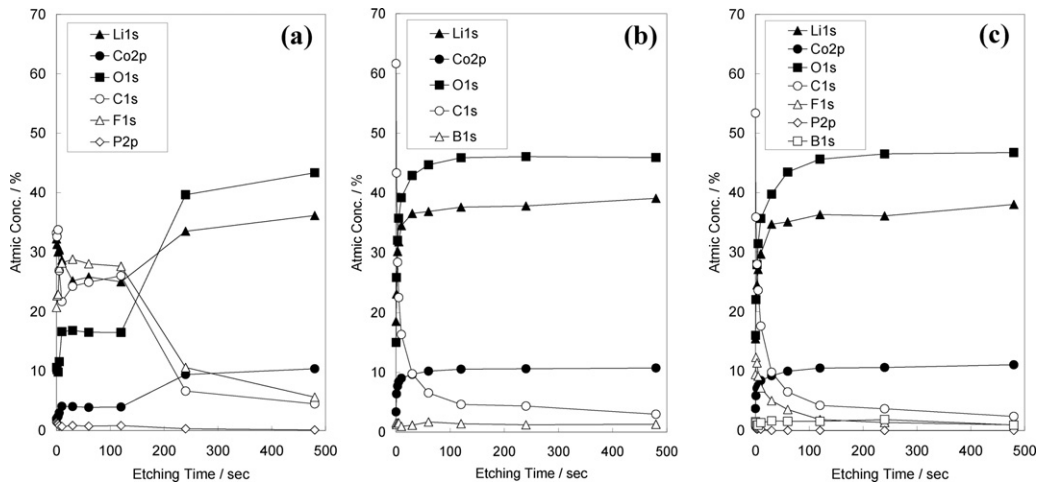 70
60
50
40
30
20
10
0
Atmic Conc. / %
Li1s
Co2p
O1s
C1s
F1s
P2p
(a)
0 100 200 300 400 500
Etching Time / sec
70
60
50
40
30
20
10
0
Atmic Conc. / %
Li1s
Co2p
O1s
C1s
B1s
(b)
0 100 200 300 400 500
Etching Time / sec
70
60
50
40
30
20
10
0
Atmic Conc. / %
Li1s
Co2p
O1s
C1s
F1s
P2p
B1s
(c)
0 100 200 300 400 500
Etching Time / sec